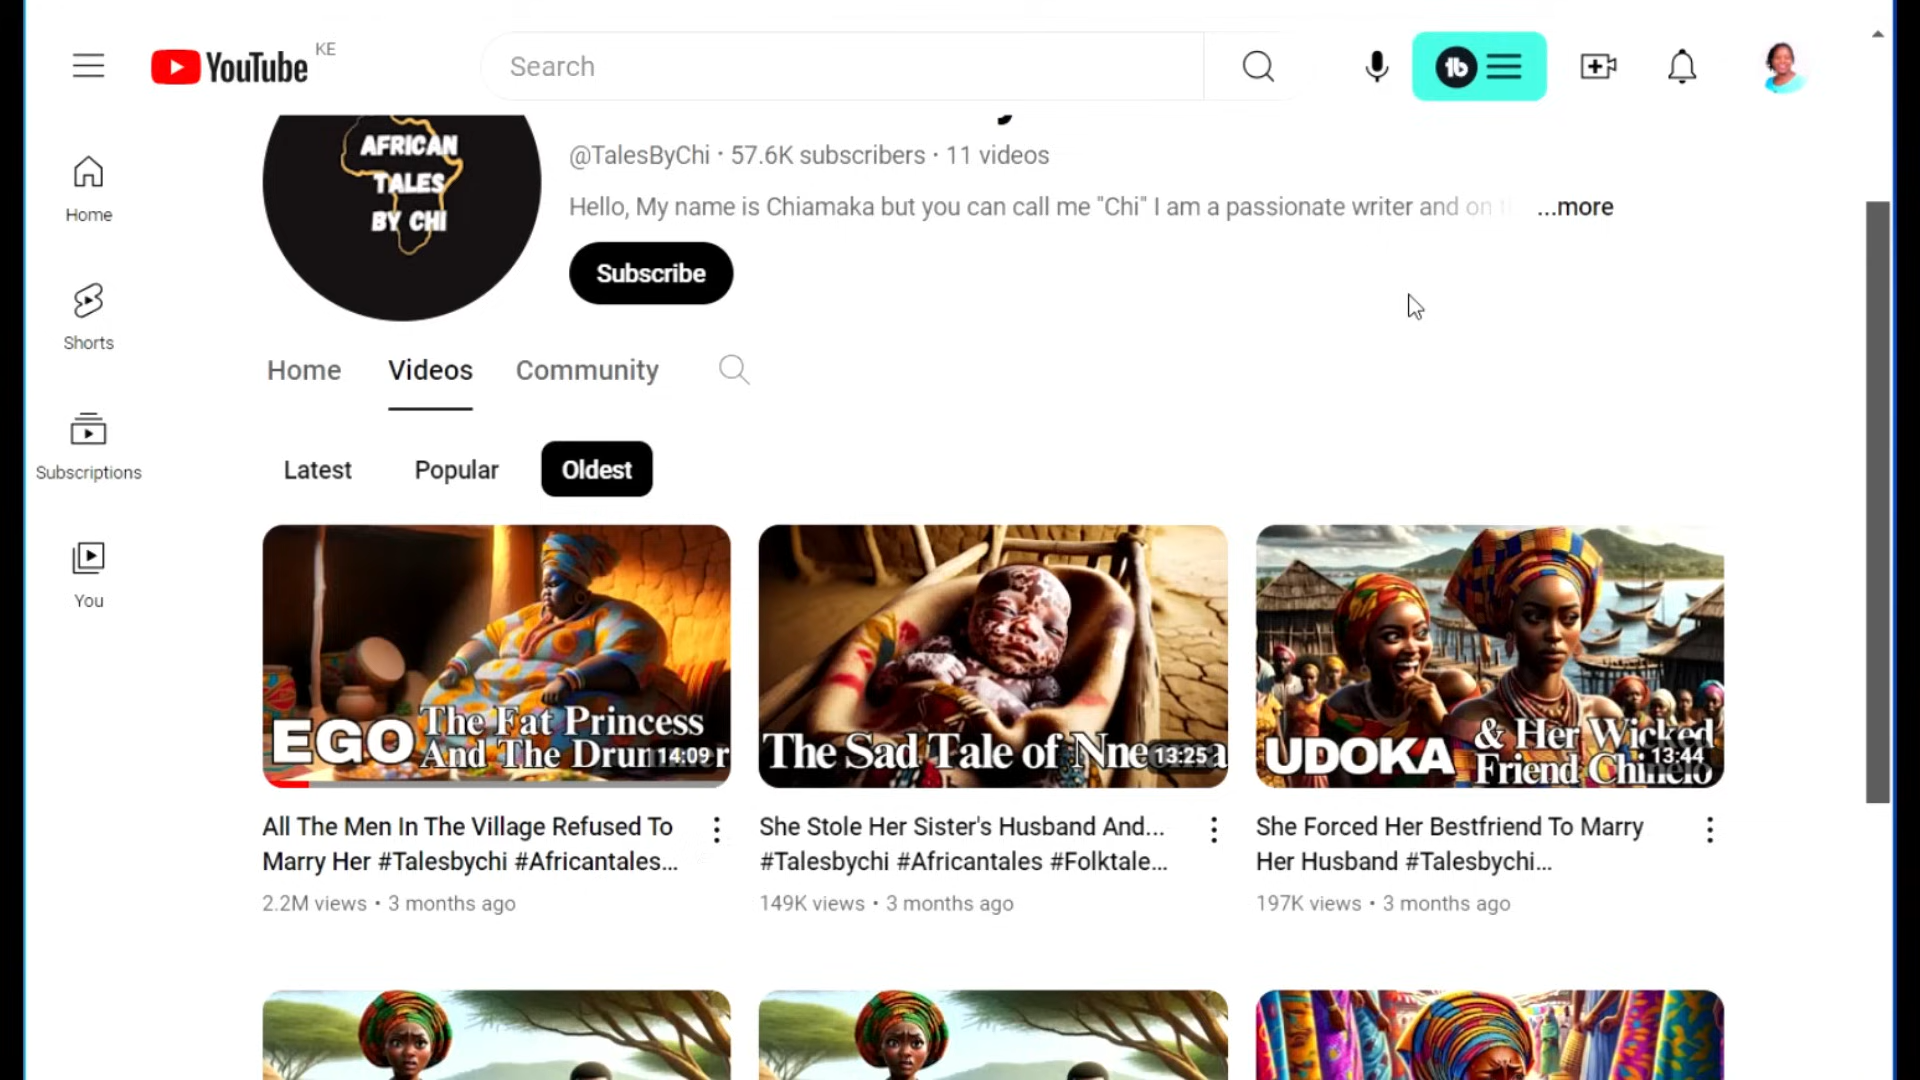 YouTube KE
Search
Home
Shorts
Subscriptions
You
AFRICAN
TALES
BY CHI
@TalesByChi · 57.6K subscribers · 11 videos
Hello, My name is Chiamaka but you can call me "Chi" I am a passionate writer and on ...more
Subscribe
Home
Videos
Community
Latest
Popular
Oldest
EGO The Fat Princess
And The Drum
14:09
All The Men In The Village Refused To
Marry Her #Talesbychi #Africantales...
2.2M views • 3 months ago
The Sad Tale of Nne
13:25
She Stole Her Sister's Husband And...
#Talesbychi #Africantales #Folktale...
149K views • 3 months ago
UDOKA & Her Wicked
Friend Chinelo
13:44
She Forced Her Bestfriend To Marry
Her Husband #Talesbychi...
197K views • 3 months ago